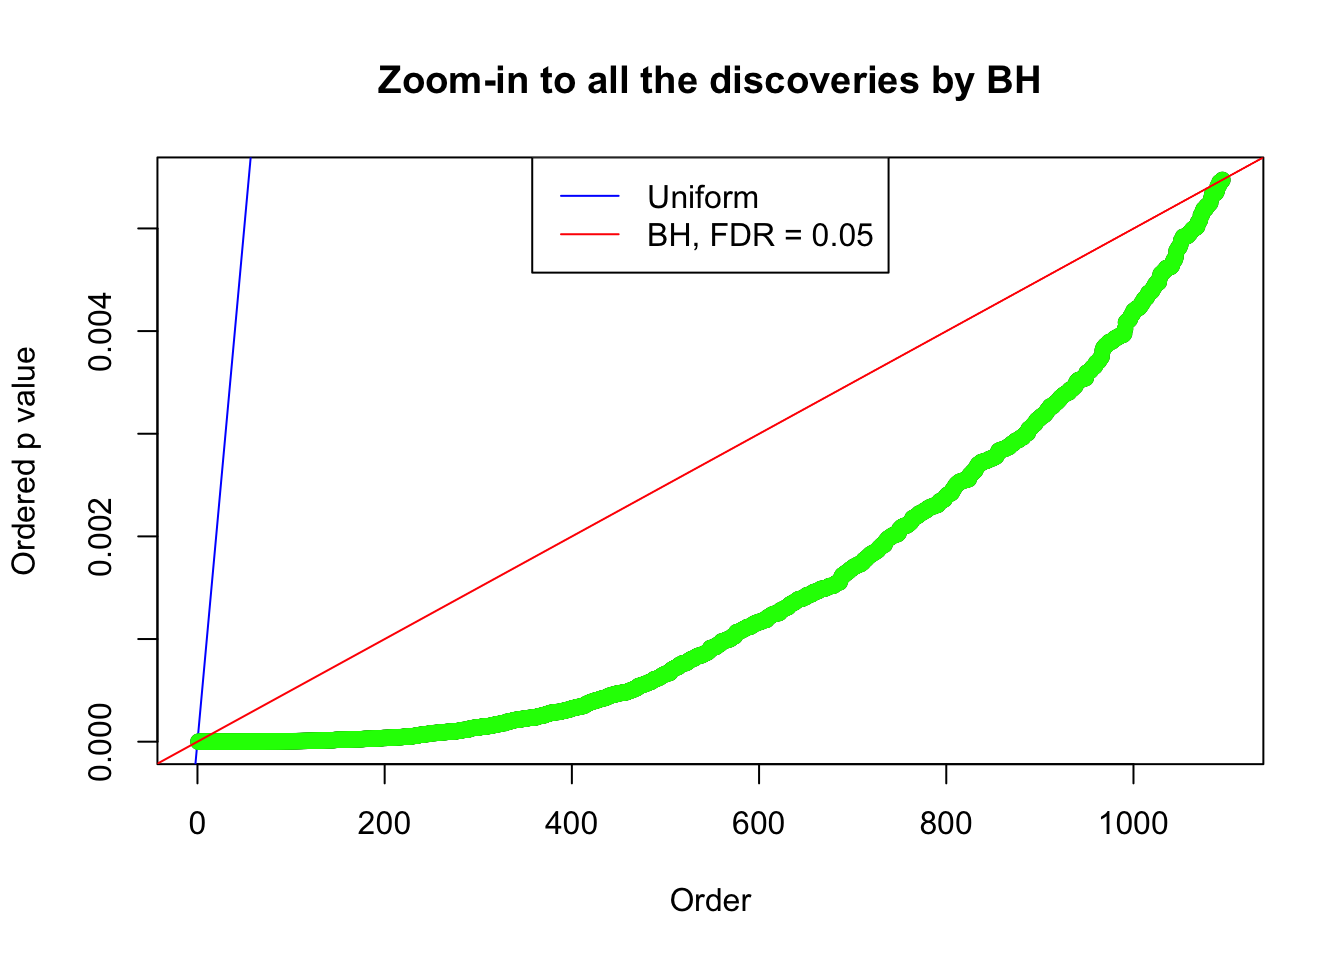 Zoom-in to all the discoveries by BH
Uniform
BH, FDR = 0.05
Ordered p value
0.004
0.002
0.000
0 200 400 600 800 1000
Order